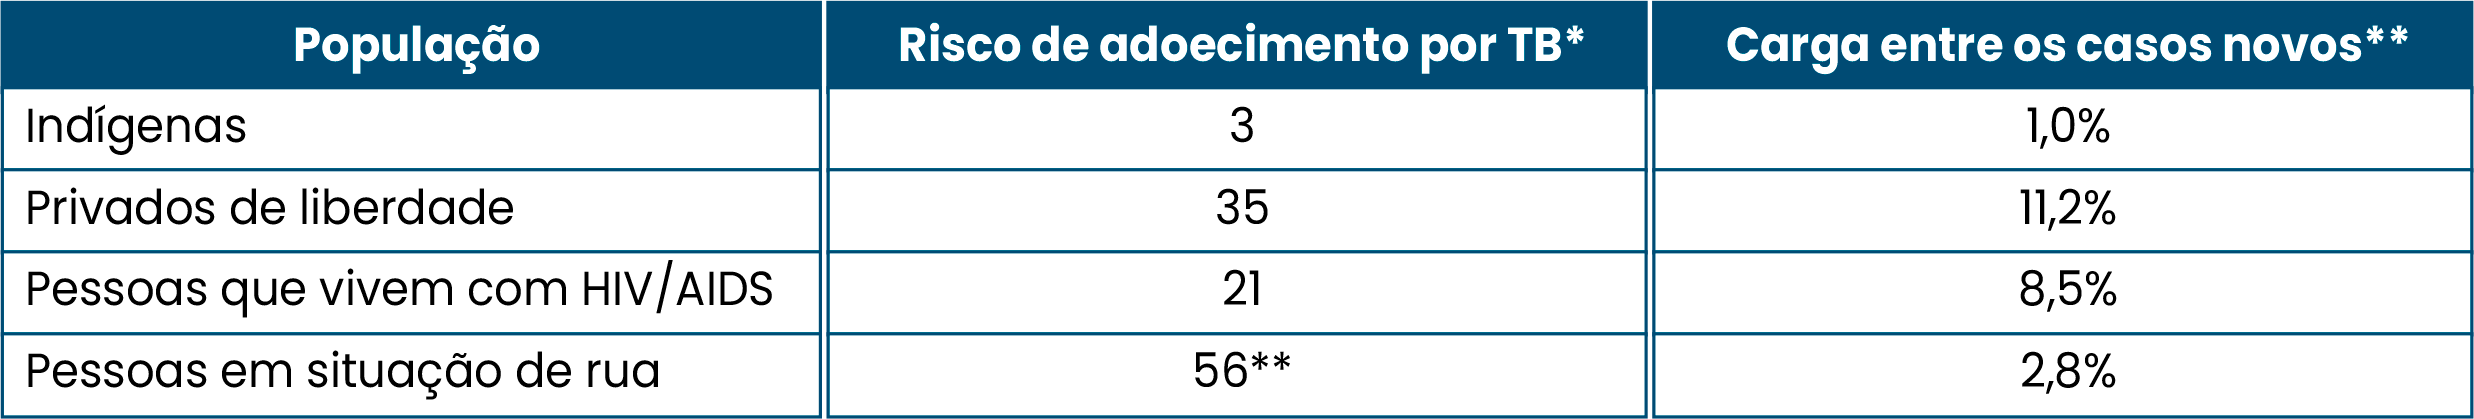 População Risco de adoecimento por TB* Carga entre os casos novos**
Indígenas 3 1,0%
Privados de liberdade 35 11,2%
Pessoas que vivem com HIV/AIDS 21 8,5%
Pessoas em situação de rua 56** 2,8%